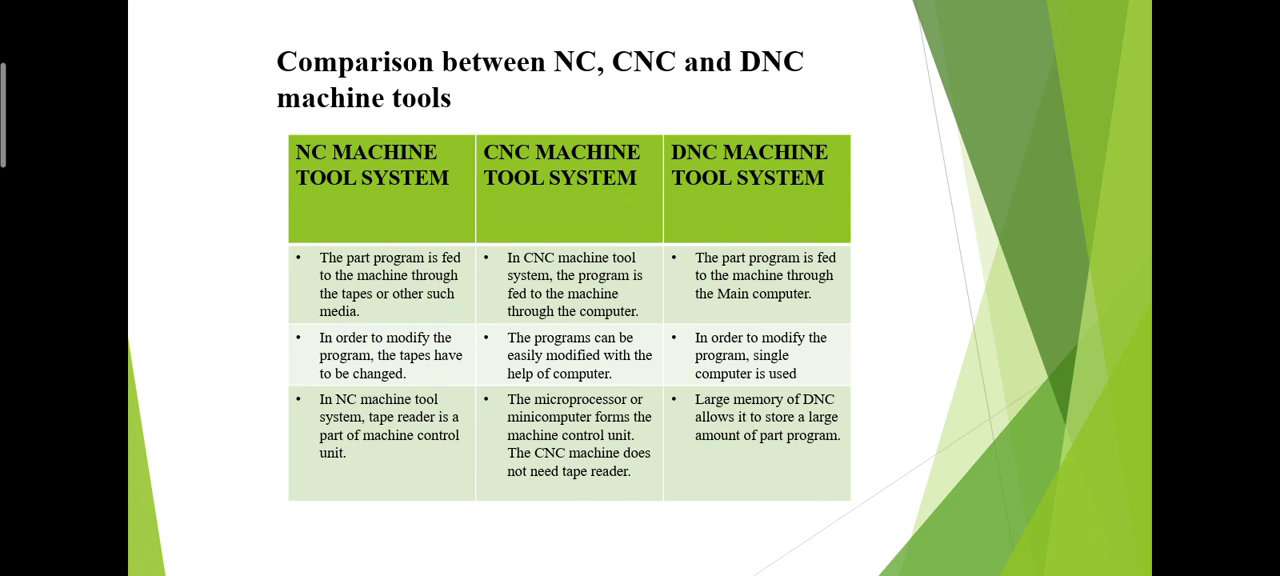 Comparison between NC, CNC and DNC
machine tools
NC MACHINE
TOOL SYSTEM
CNC MACHINE
TOOL SYSTEM
DNC MACHINE
TOOL SYSTEM
• The part program is fed
to the machine through
the tapes or other such
media.
• In CNC machine tool
system, the program is
fed to the machine
through the computer.
• The part program is fed
to the machine through
the Main computer.
• In order to modify the
program, the tapes have
to be changed.
• The programs can be
easily modified with the
help of computer.
• In order to modify the
program, single
computer is used
• In NC machine tool
system, tape reader is a
part of machine control
unit.
• The microprocessor or
minicomputer forms the
machine control unit.
The CNC machine does
not need tape reader.
• Large memory of DNC
allows it to store a large
amount of part program.